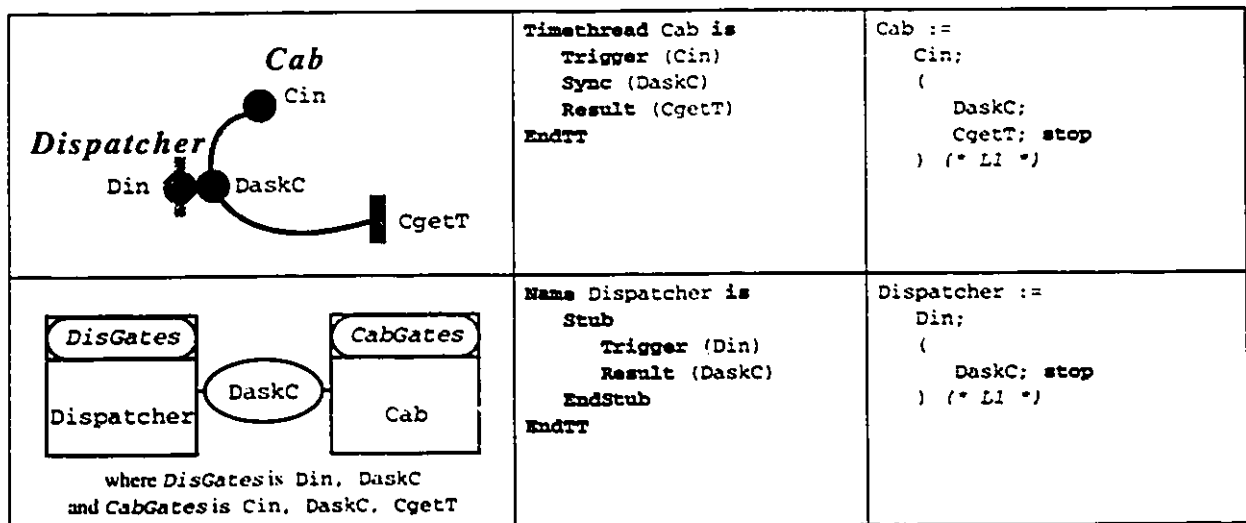 Cab
Cin
Dispatcher
Din
DaskC
CgetT
Timethread Cab is
Trigger (Cin)
Sync (DaskC)
Result (CgetT)
EndTT
Cab :=
Cin;
(
DaskC;
CgetT; stop
) (* L1 *)
DisGates
CabGates
DaskC
Dispatcher
Cab
where DisGates is Din, DaskC
and CabGates is Cin, DaskC, CgetT
Name Dispatcher is
Stub
Trigger (Din)
Result (DaskC)
EndStub
EndTT
Dispatcher :=
Din;
(
DaskC; stop
) (* L1 *)